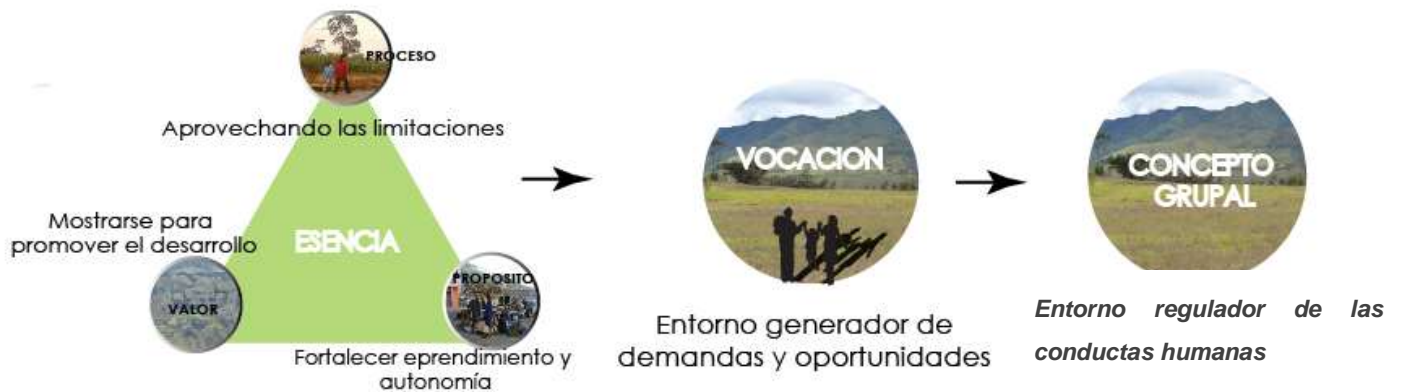 PROCESO
Aprovechando las limitaciones
Mostrarse para
promover el desarrollo
ESENCIA
VALOR
PROPOSITO
Fortalecer eprendimiento y
autonomía
VOCACION
Entorno generador de
demandas y oportunidades
CONCEPTO
GRUPAL
Entorno regulador de las
conductas humanas